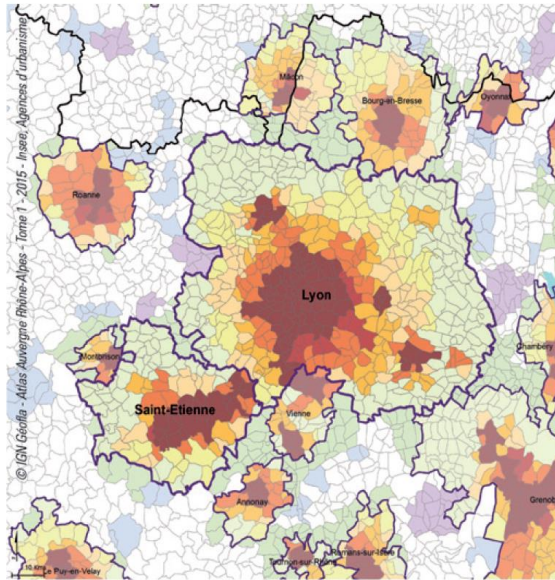 © IGN Géofla - Atlas Auvergne Rhône-Alpes - Tome 1 - 2015 - Insee, Agences d'urbanisme
Mâcon
Bourg-en-Bresse
Oyonnax
Roanne
Lyon
Montbrison
Chambéry
Saint-Etienne
Vienne
Annonay
Grenob
Tournon-sur-Rhône
Romans-sur-Isère
Le Puy-en-Velay
10 Km